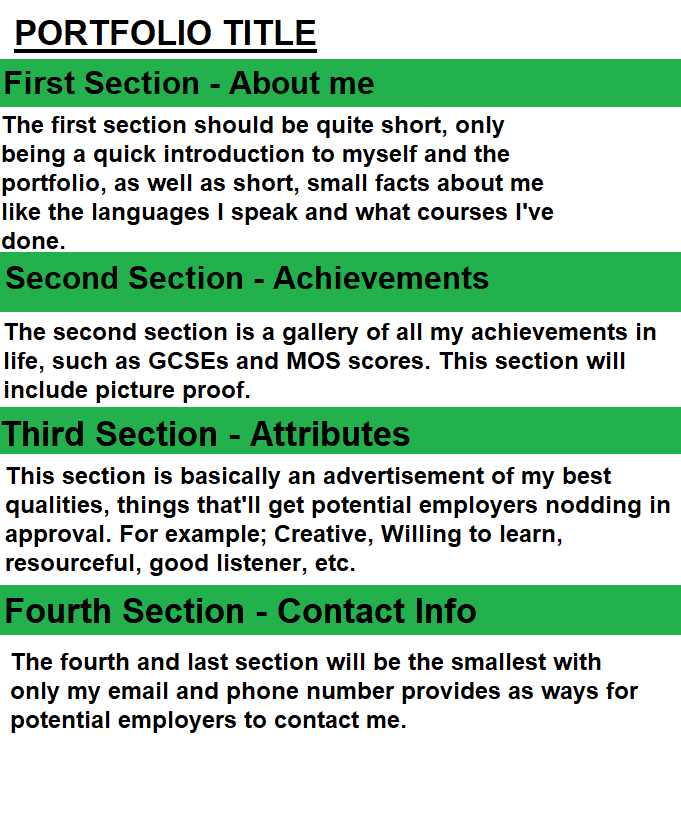 PORTFOLIO TITLE
First Section - About me
The first section should be quite short, only
being a quick introduction to myself and the
portfolio, as well as short, small facts about me
like the languages I speak and what courses I've
done.
Second Section - Achievements
The second section is a gallery of all my achievements in
life, such as GCSEs and MOS scores. This section will
include picture proof.
Third Section - Attributes
This section is basically an advertisement of my best
qualities, things that'll get potential employers nodding in
approval. For example; Creative, Willing to learn,
resourceful, good listener, etc.
Fourth Section - Contact Info
The fourth and last section will be the smallest with
only my email and phone number provides as ways for
potential employers to contact me.